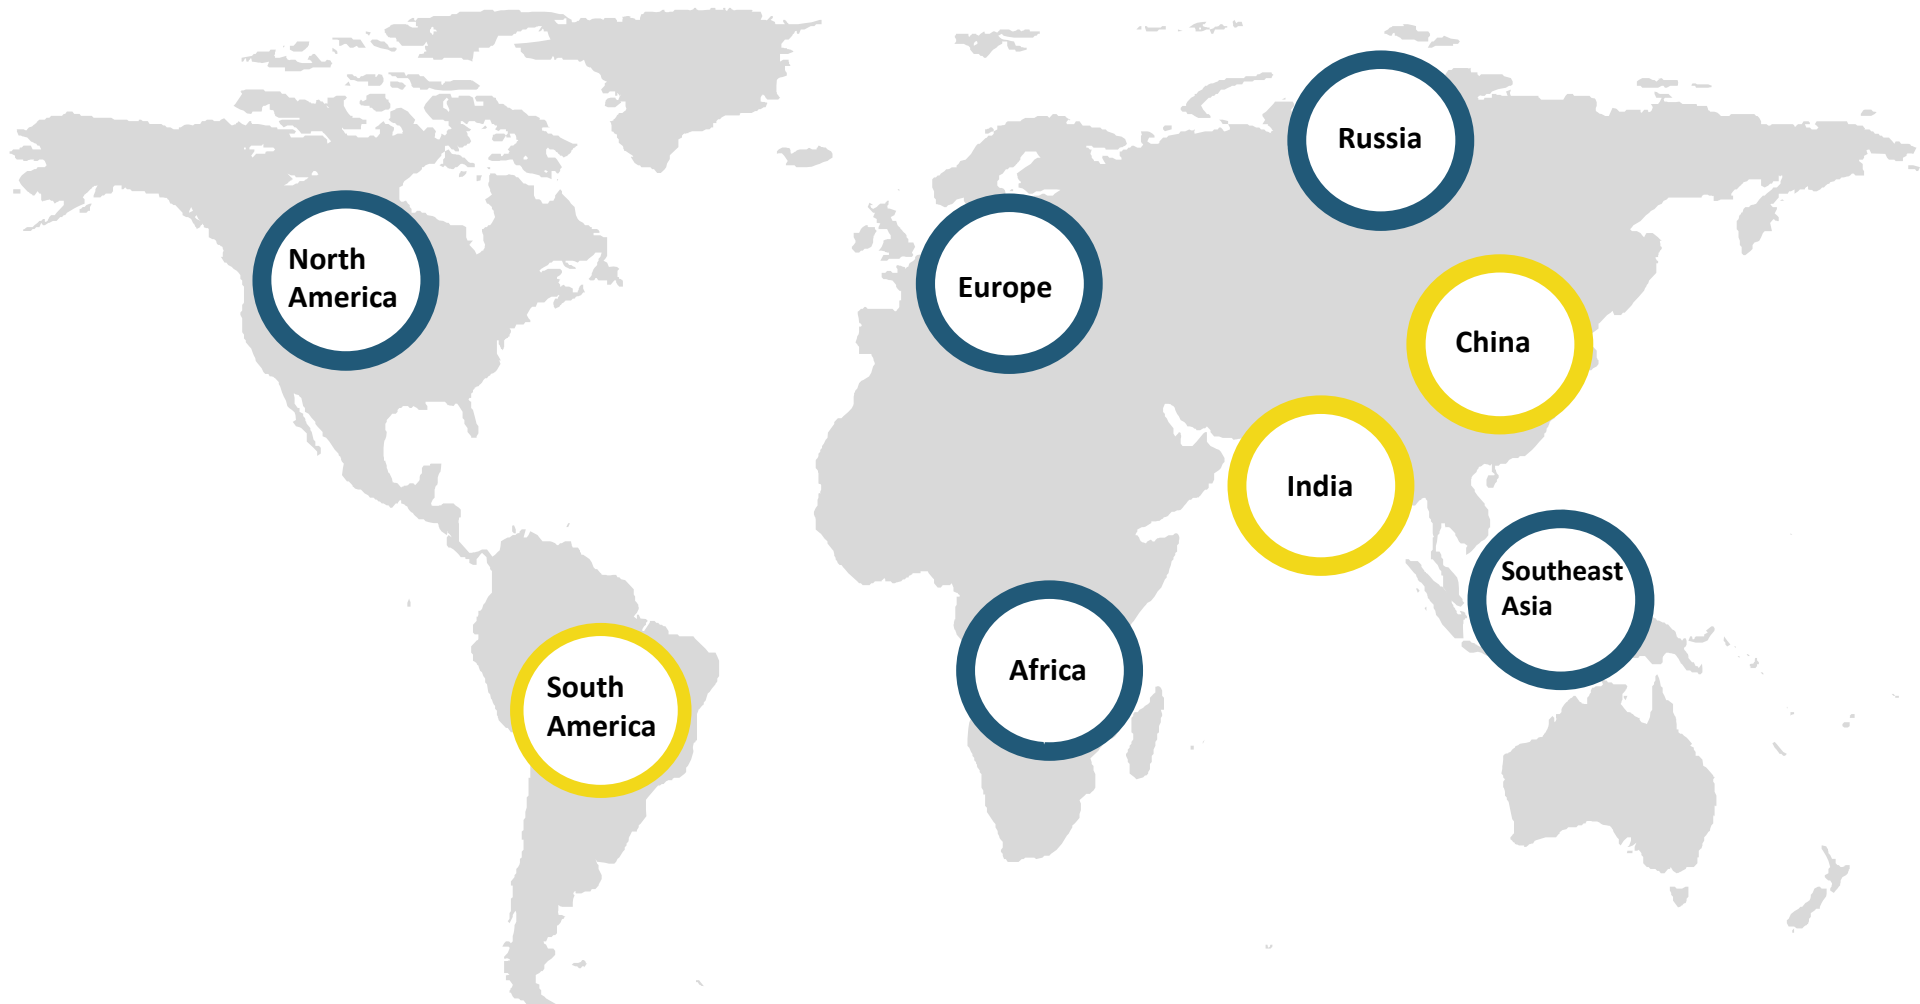 Russia
North
America
Europe
China
India
Southeast
Asia
Africa
South
America